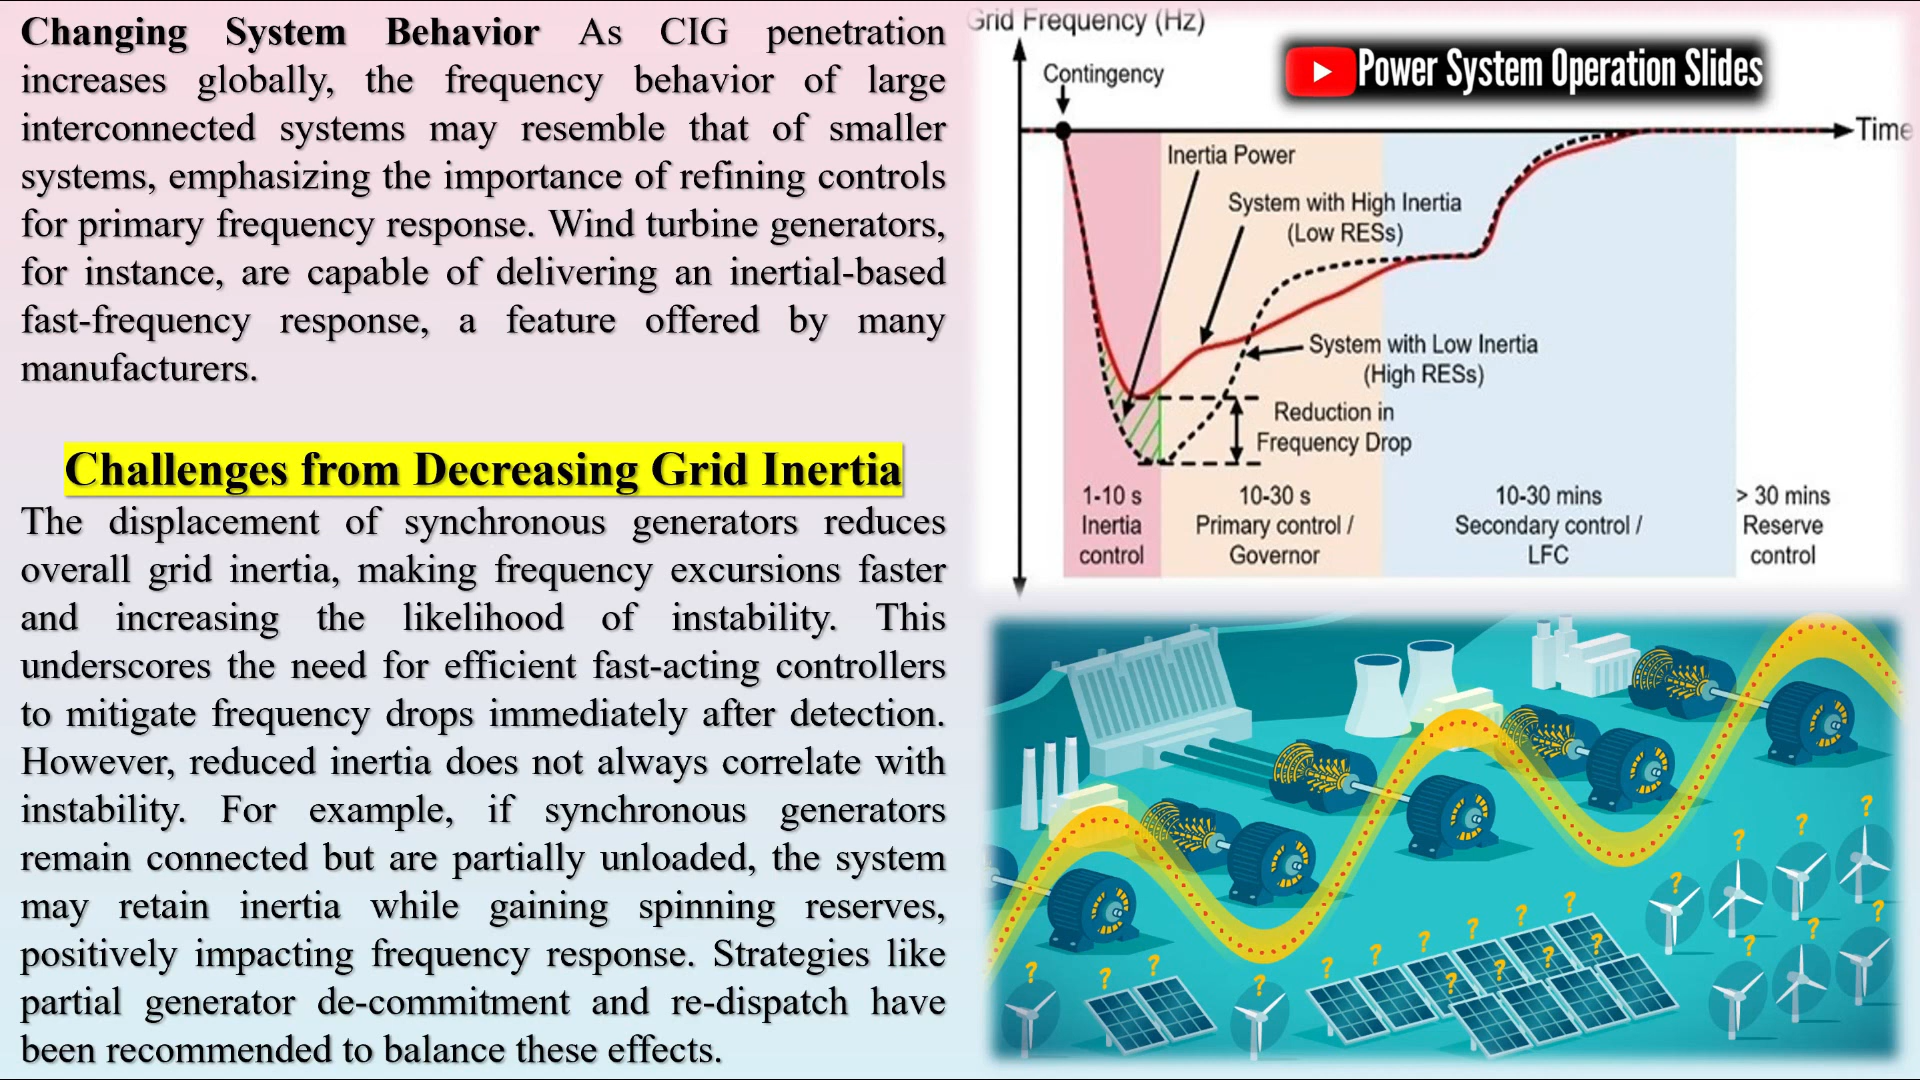 Changing System Behavior As CIG penetration
increases globally, the frequency behavior of large
interconnected systems may resemble that of smaller
systems, emphasizing the importance of refining controls
for primary frequency response. Wind turbine generators,
for instance, are capable of delivering an inertial-based
fast-frequency response, a feature offered by many
manufacturers.
Challenges from Decreasing Grid Inertia
The displacement of synchronous generators reduces
overall grid inertia, making frequency excursions faster
and increasing the likelihood of instability. This
underscores the need for efficient fast-acting controllers
to mitigate frequency drops immediately after detection.
However, reduced inertia does not always correlate with
instability. For example, if synchronous generators
remain connected but are partially unloaded, the system
may retain inertia while gaining spinning reserves,
positively impacting frequency response. Strategies like
partial generator de-commitment and re-dispatch have
been recommended to balance these effects.
Grid Frequency (Hz)
Power System Operation Slides
Contingency
Time
Inertia Power
System with High Inertia
(Low RESs)
System with Low Inertia
(High RESs)
Reduction in
Frequency Drop
1-10 s
Inertia
control
10-30 s
Primary control /
Governor
10-30 mins
Secondary control /
LFC
> 30 mins
Reserve
control
? ? ? ? ? ? ? ? ? ? ? ? ? ? ? ? ? ? ? ? ?